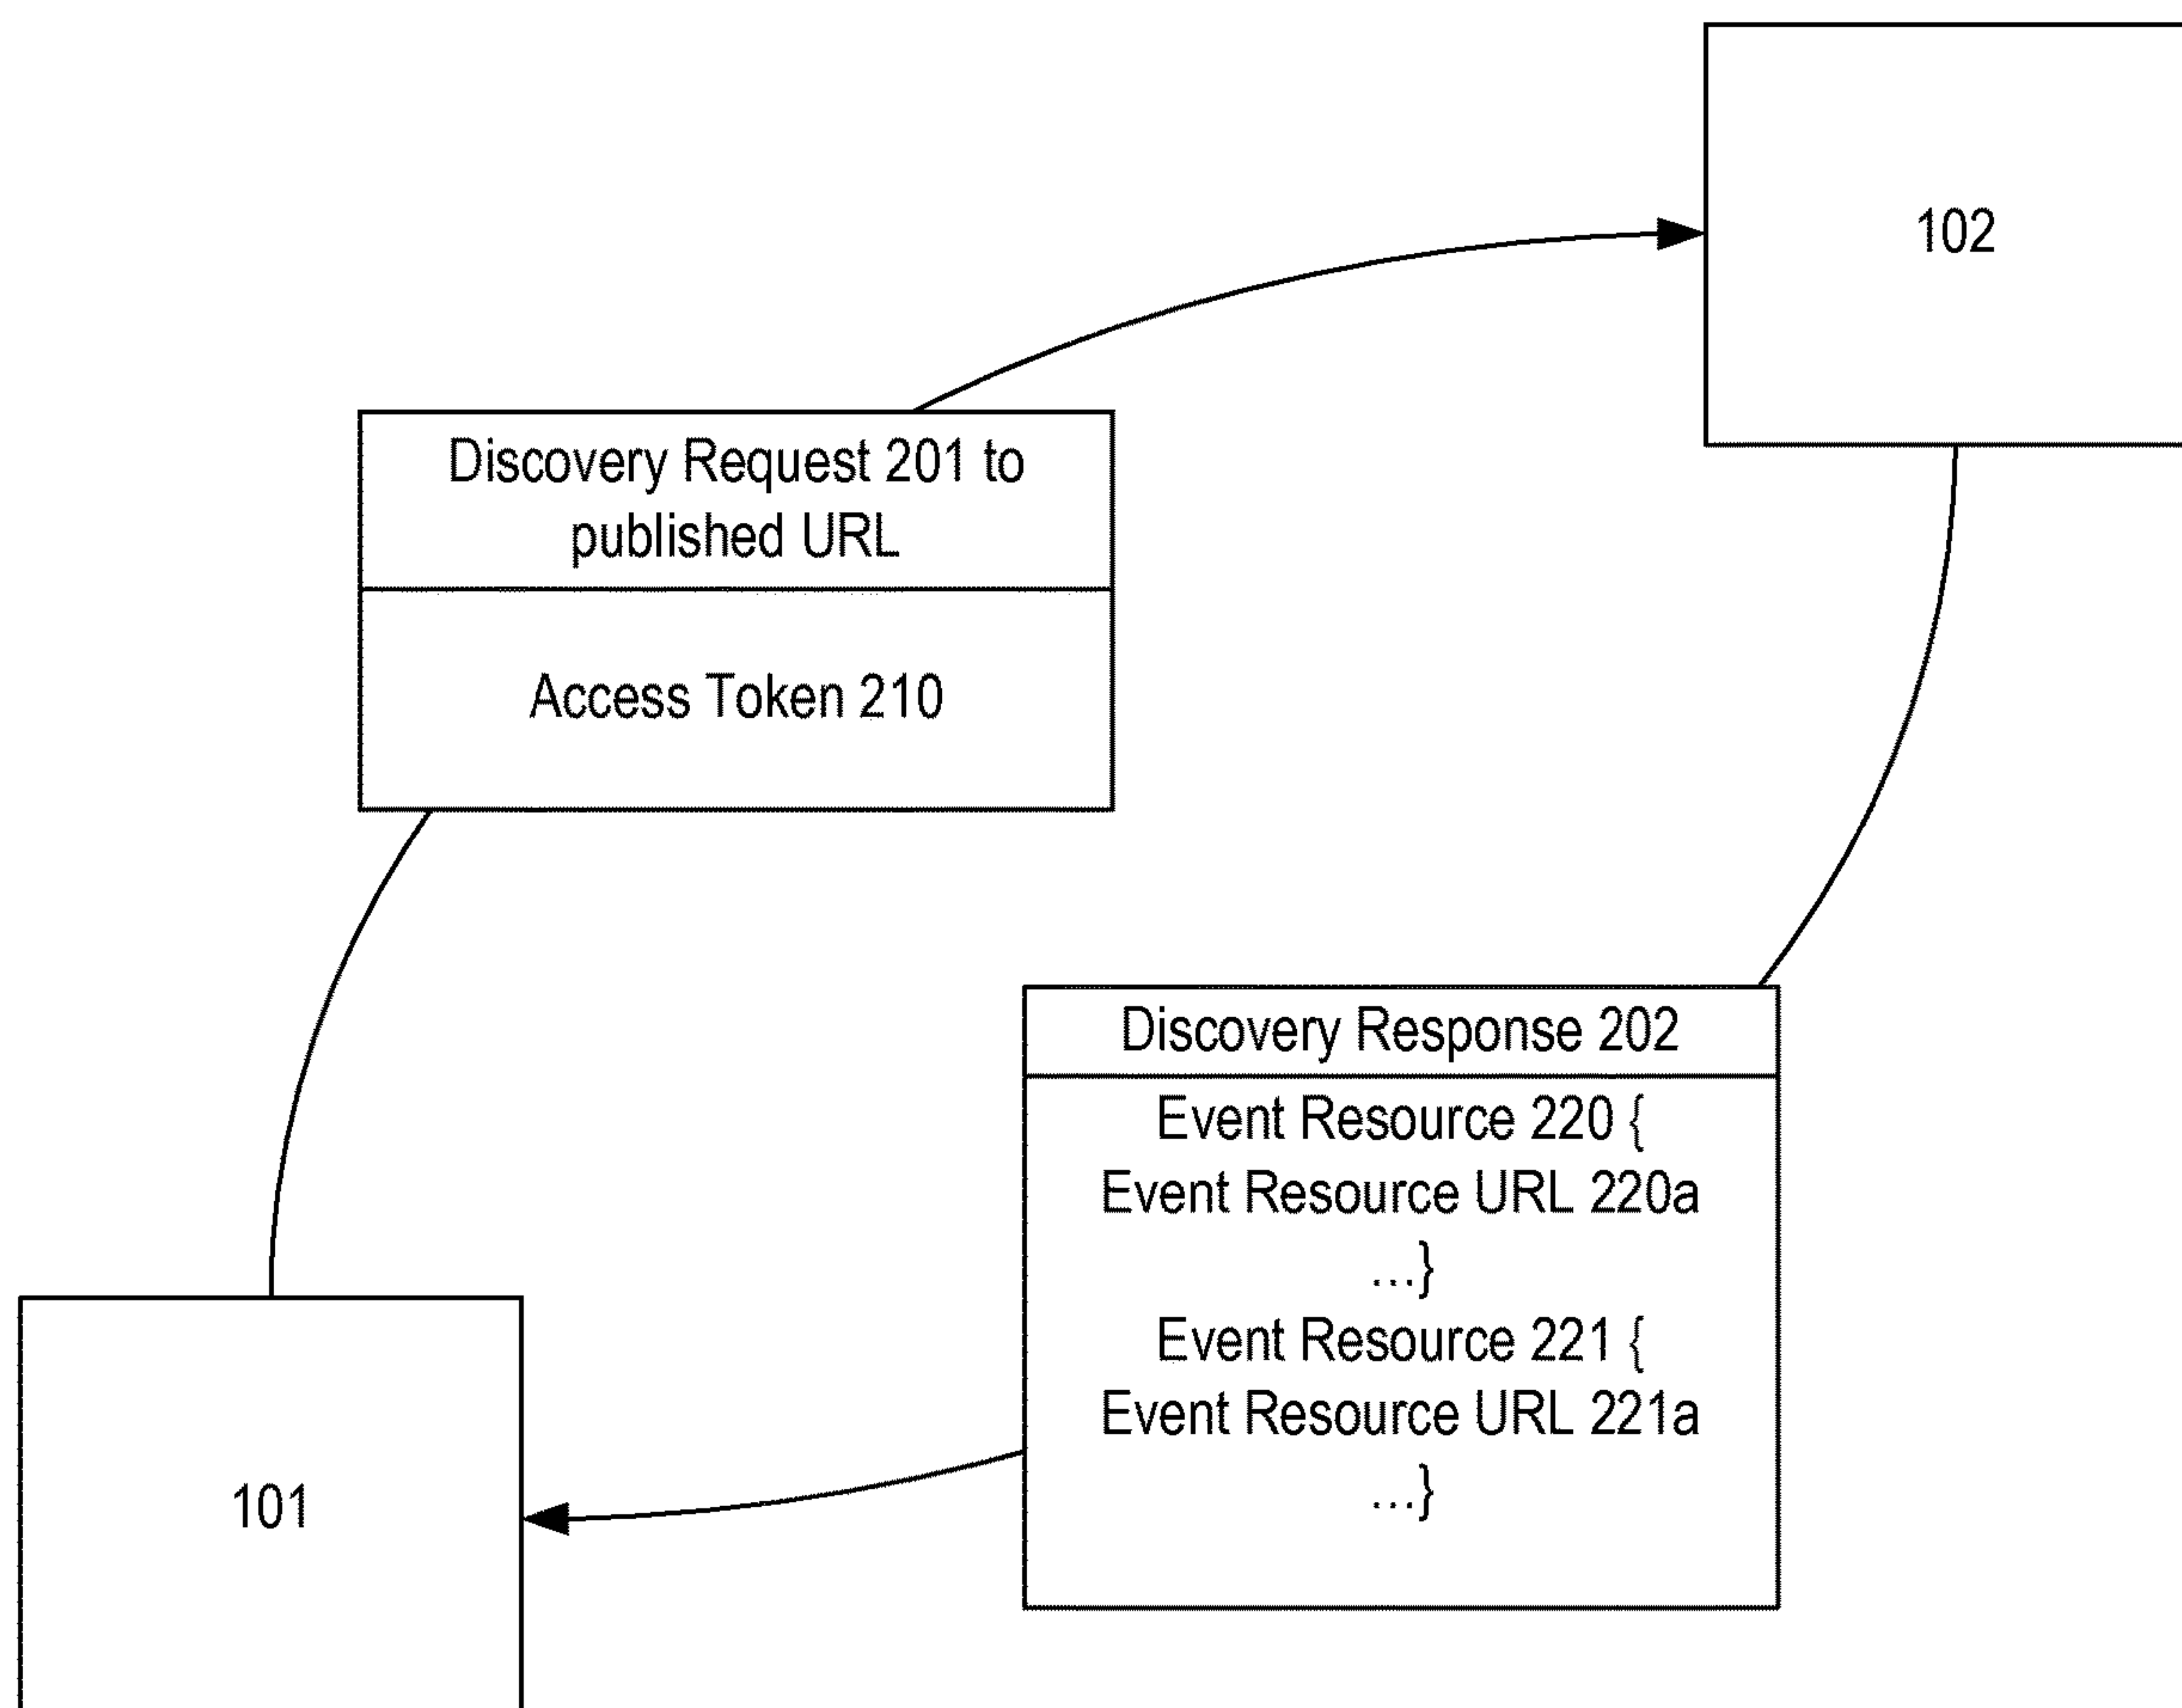 102
Discovery Request 201 to
published URL
Access Token 210
Discovery Response 202
Event Resource 220 {
Event Resource URL 220a
...}
Event Resource 221 {
Event Resource URL 221a
...}
101